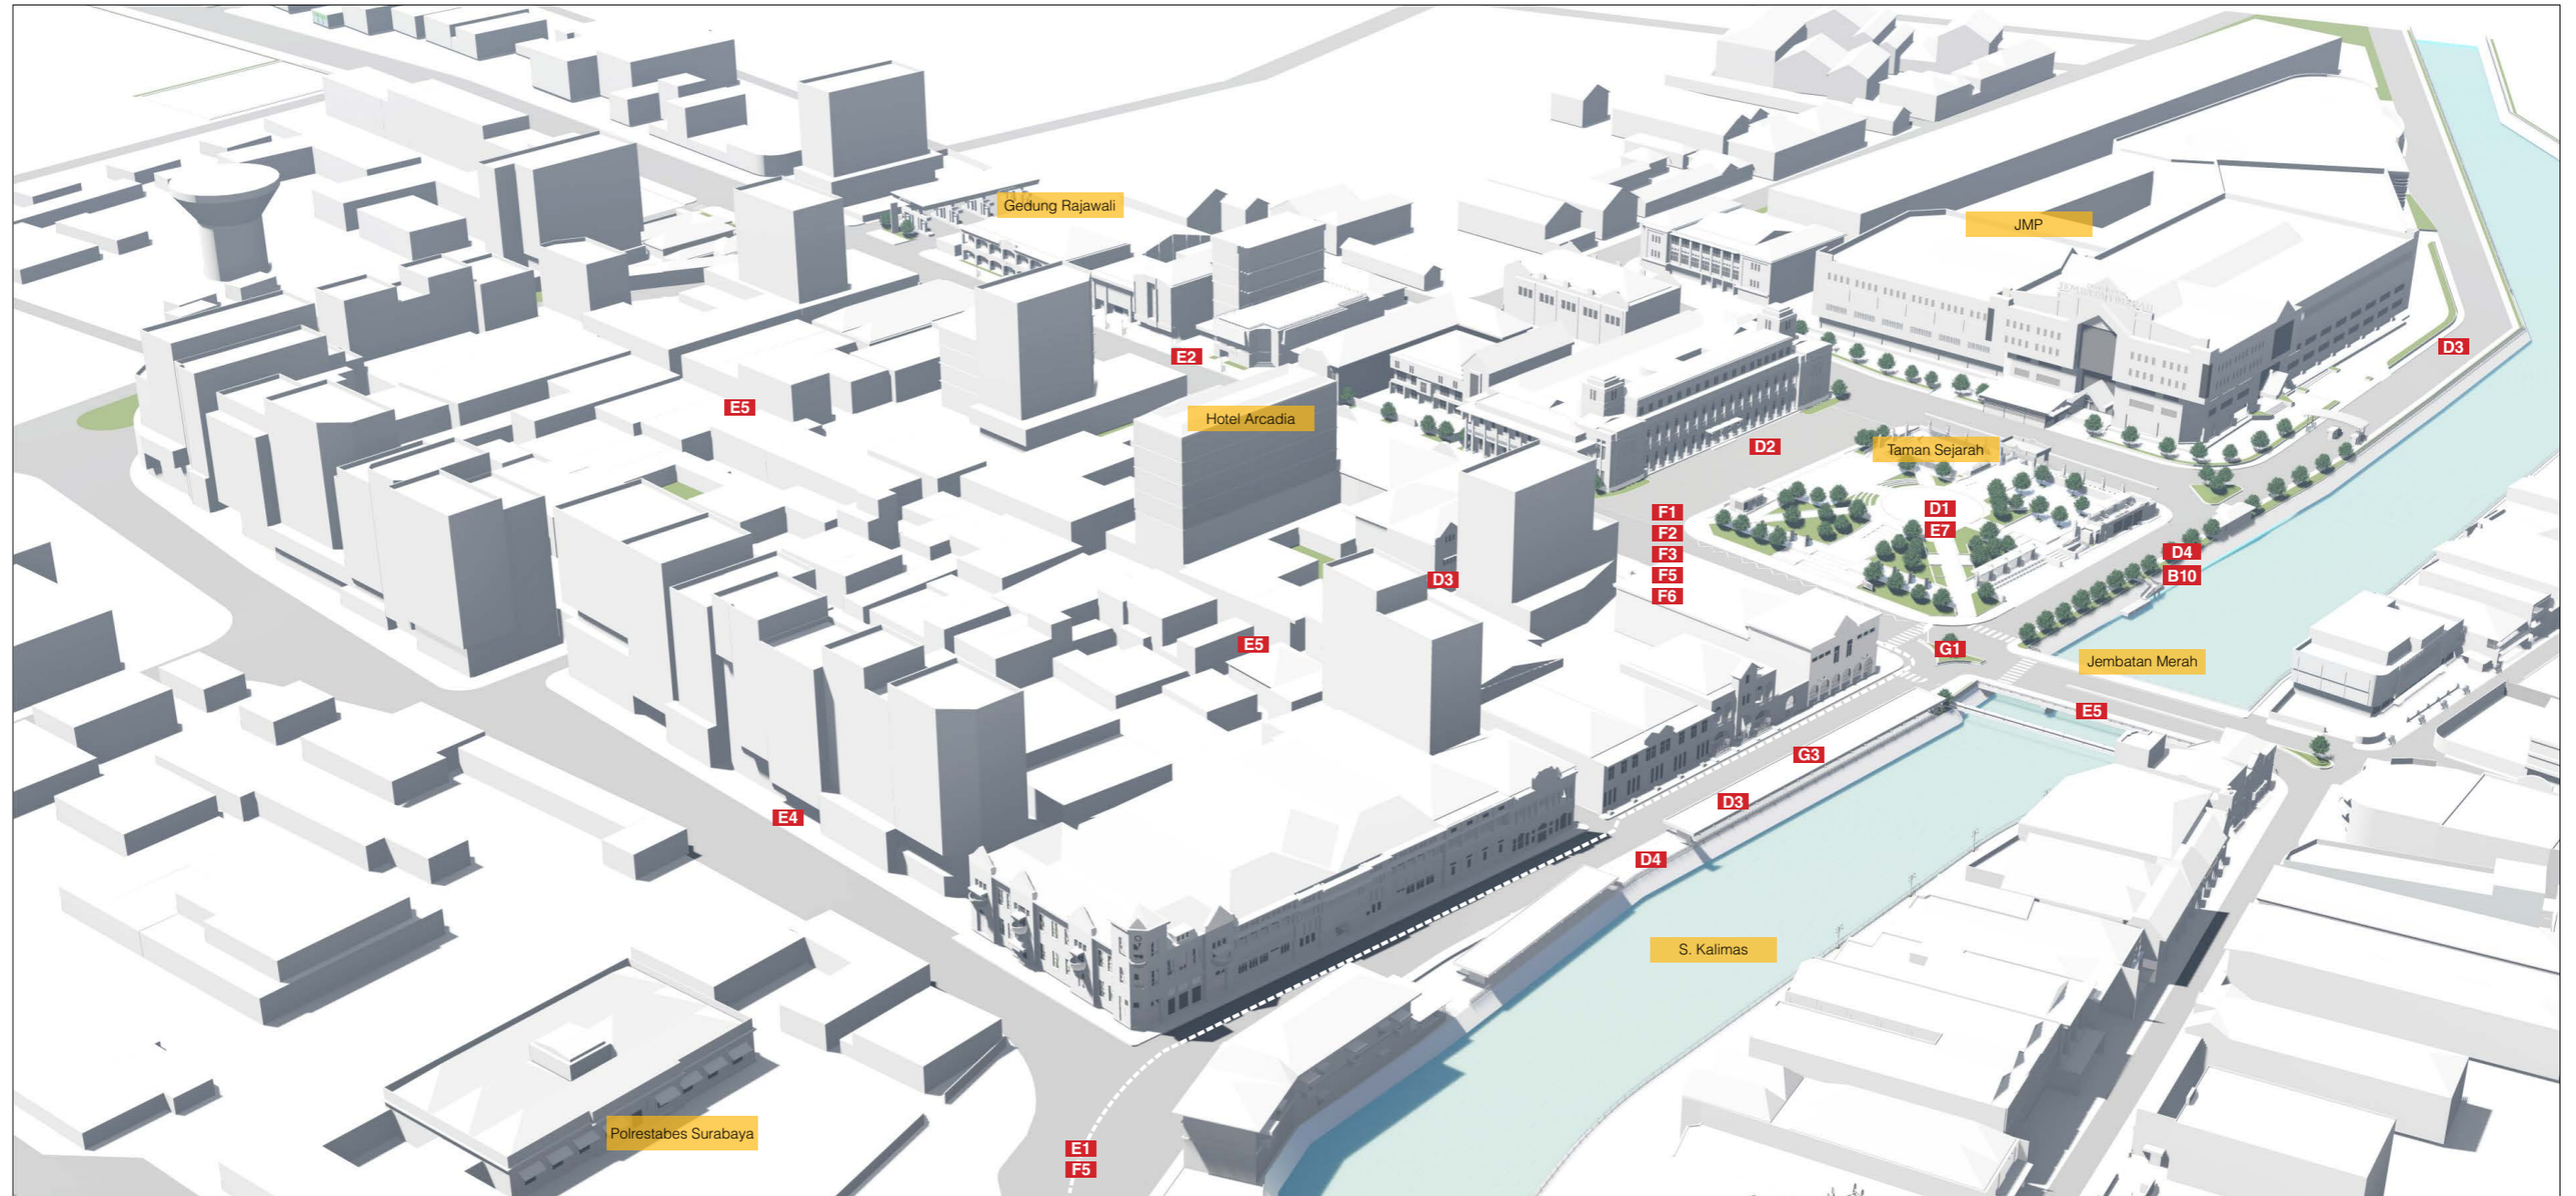 Gedung Rajawali
JMP
D3
E2
E5
Hotel Arcadia
D2
Taman Sejarah
F1
F2
F3
F5
F6
D1
E7
D4
B10
D3
E5
G1
Jembatan Merah
E5
G3
D3
E4
D4
S. Kalimas
Polrestabes Surabaya
E1
F5